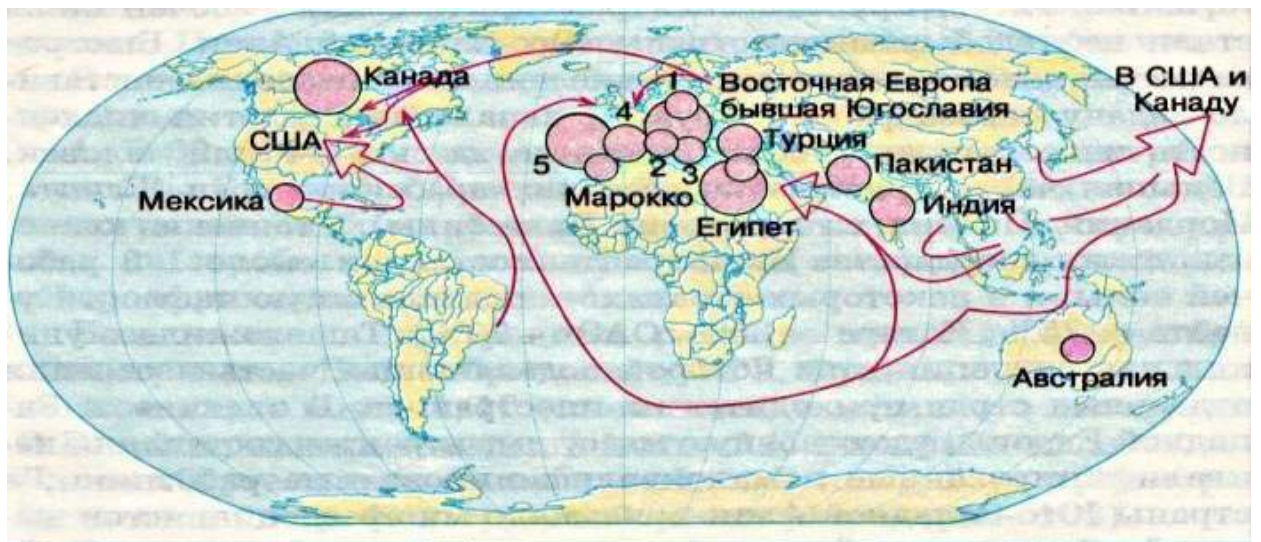 Канада
США
Мексика
1
4
5
2
3
Восточная Европа
бывшая Югославия
Турция
Пакистан
Индия
Марокко
Египет
В США и
Канаду
Австралия